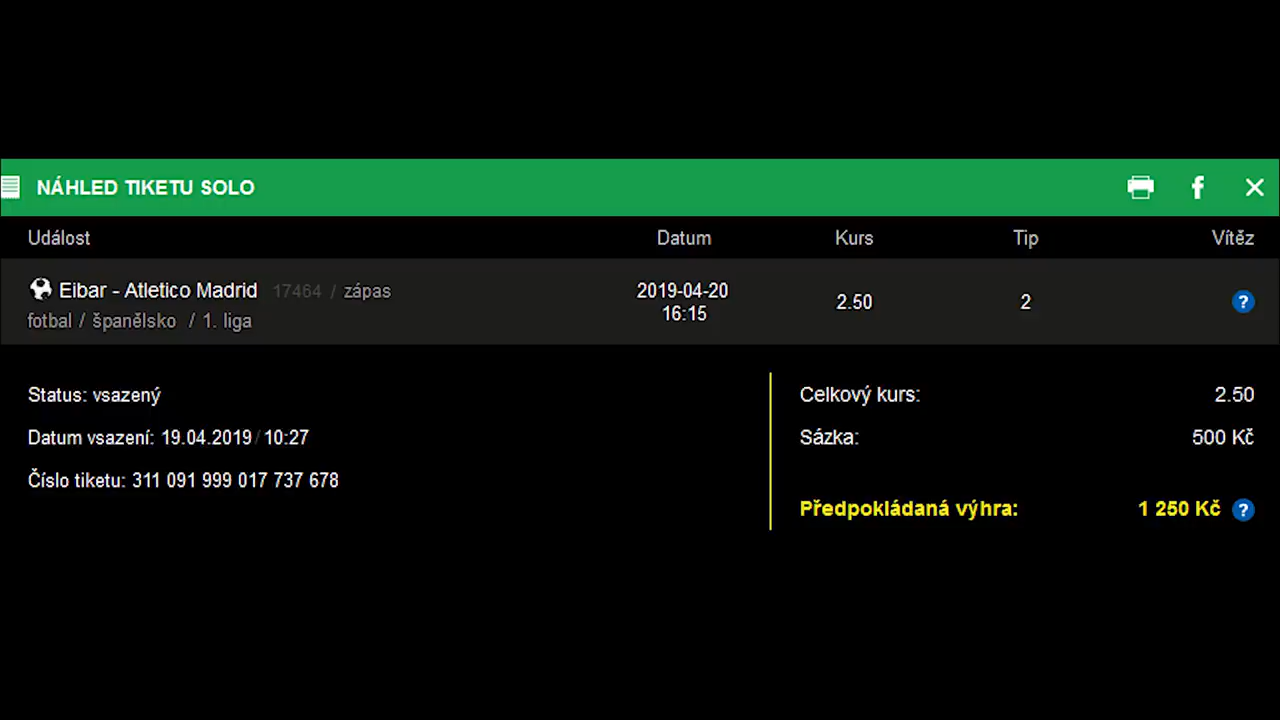 NÁHLED TIKETU SOLO
Událost Datum Kurs Tip Vítěz
Eibar - Atletico Madrid 17464 / zápas 2019-04-20 2.50 2 ?
fotbal / španělsko / 1. liga 16:15
Status: vsazený
Datum vsazení: 19.04.2019 / 10:27
Číslo tiketu: 311 091 999 017 737 678
Celkový kurs: 2.50
Sázka: 500 Kč
Předpokládaná výhra: 1 250 Kč ?